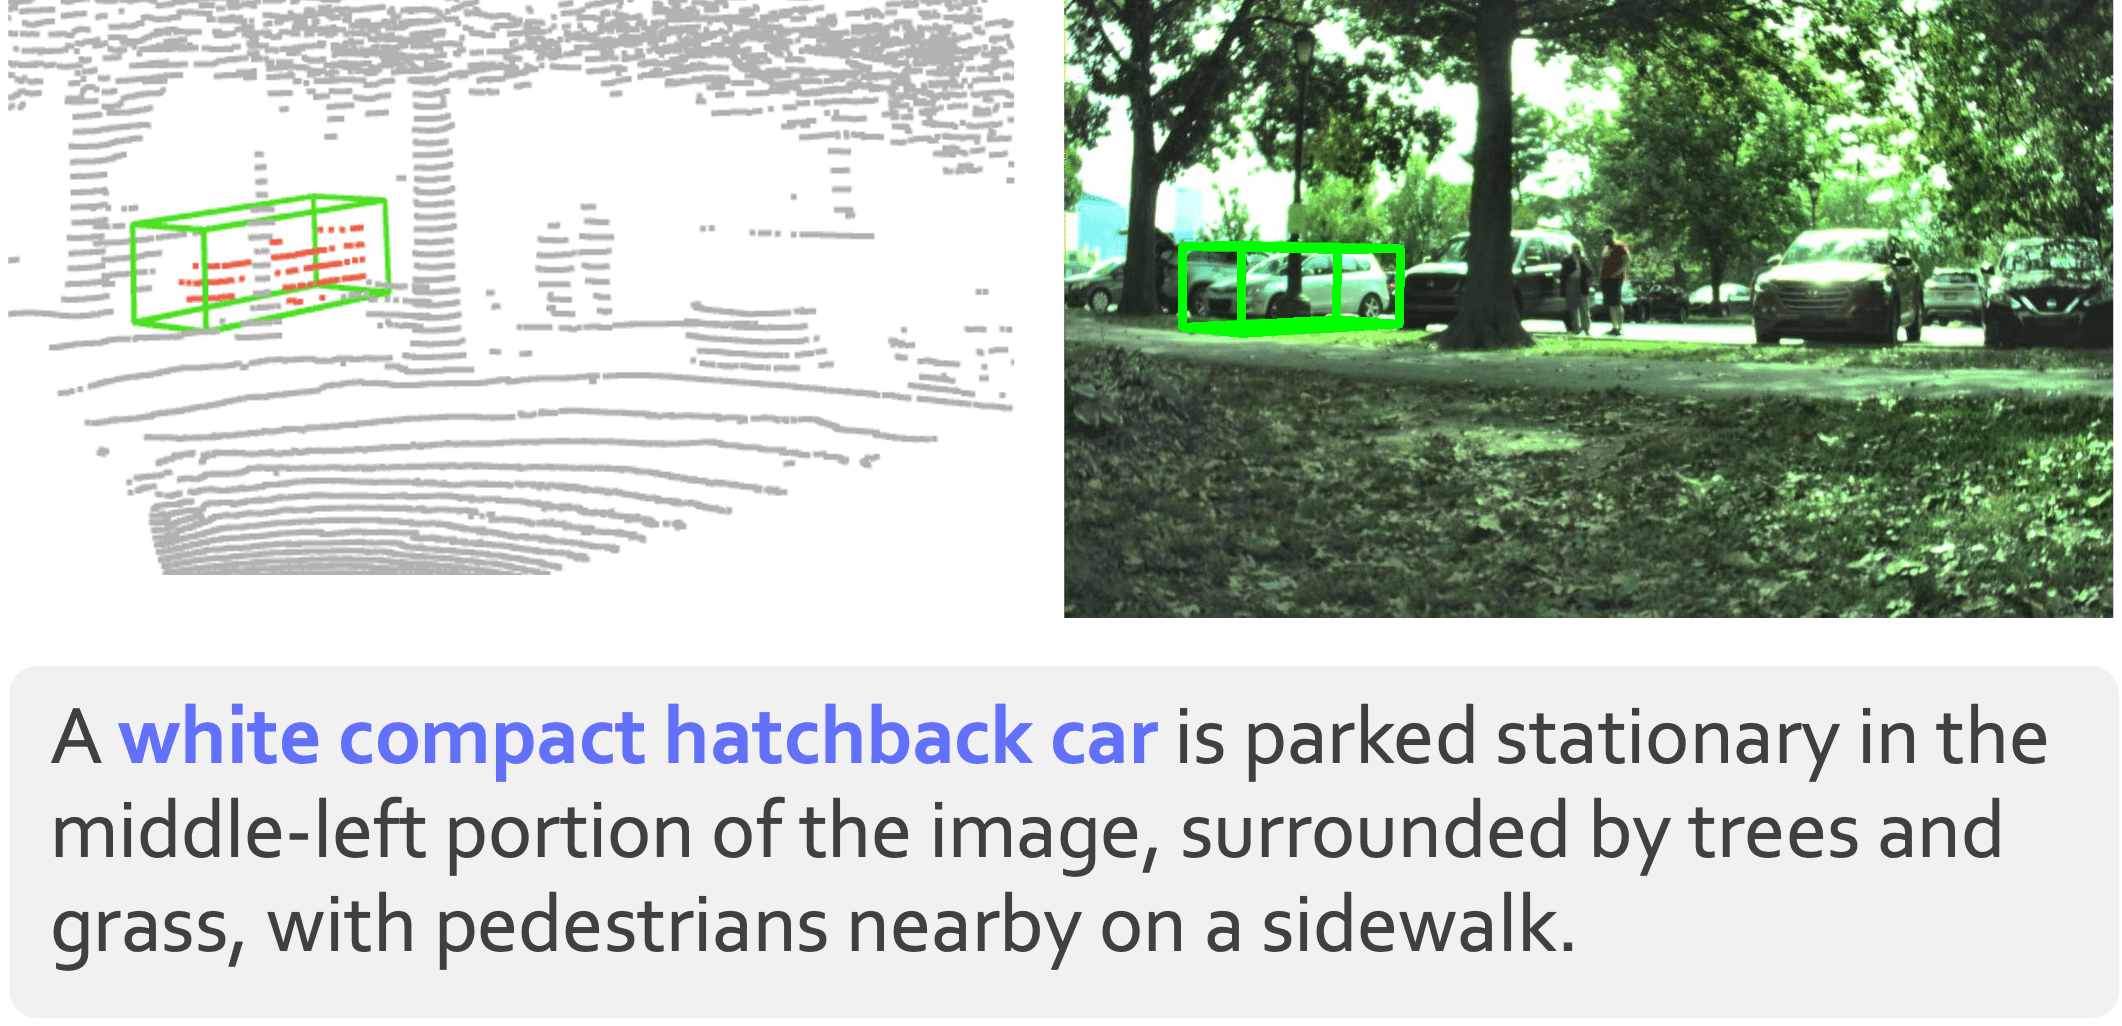 A white compact hatchback car is parked stationary in the
middle-left portion of the image, surrounded by trees and
grass, with pedestrians nearby on a sidewalk.